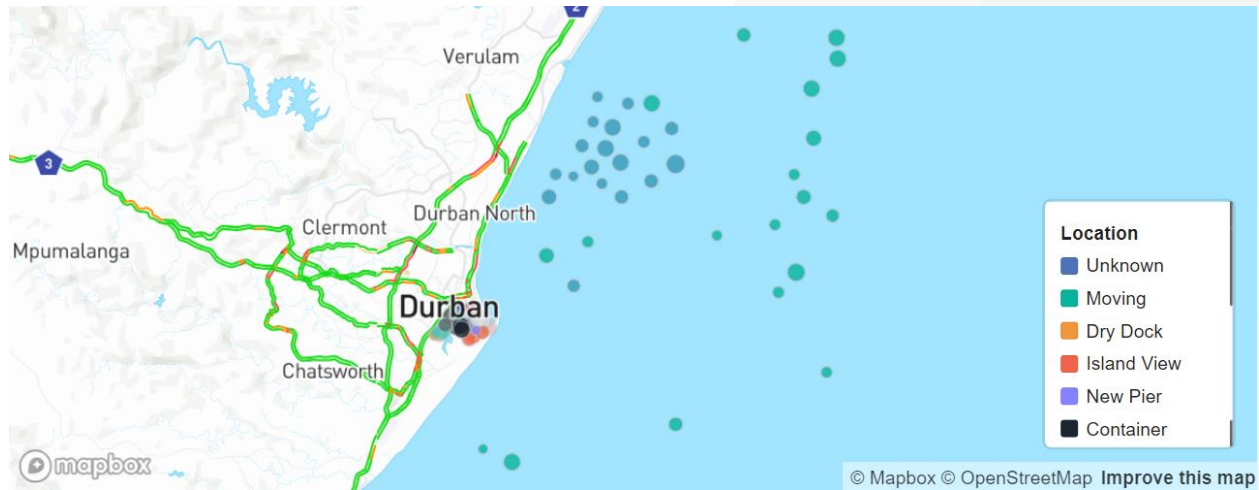 2
Verulam
3
Clermont
Durban North
Mpumalanga
Durban
Chatsworth
Location
Unknown
Moving
Dry Dock
Island View
New Pier
Container
mapbox
© Mapbox © OpenStreetMap Improve this map